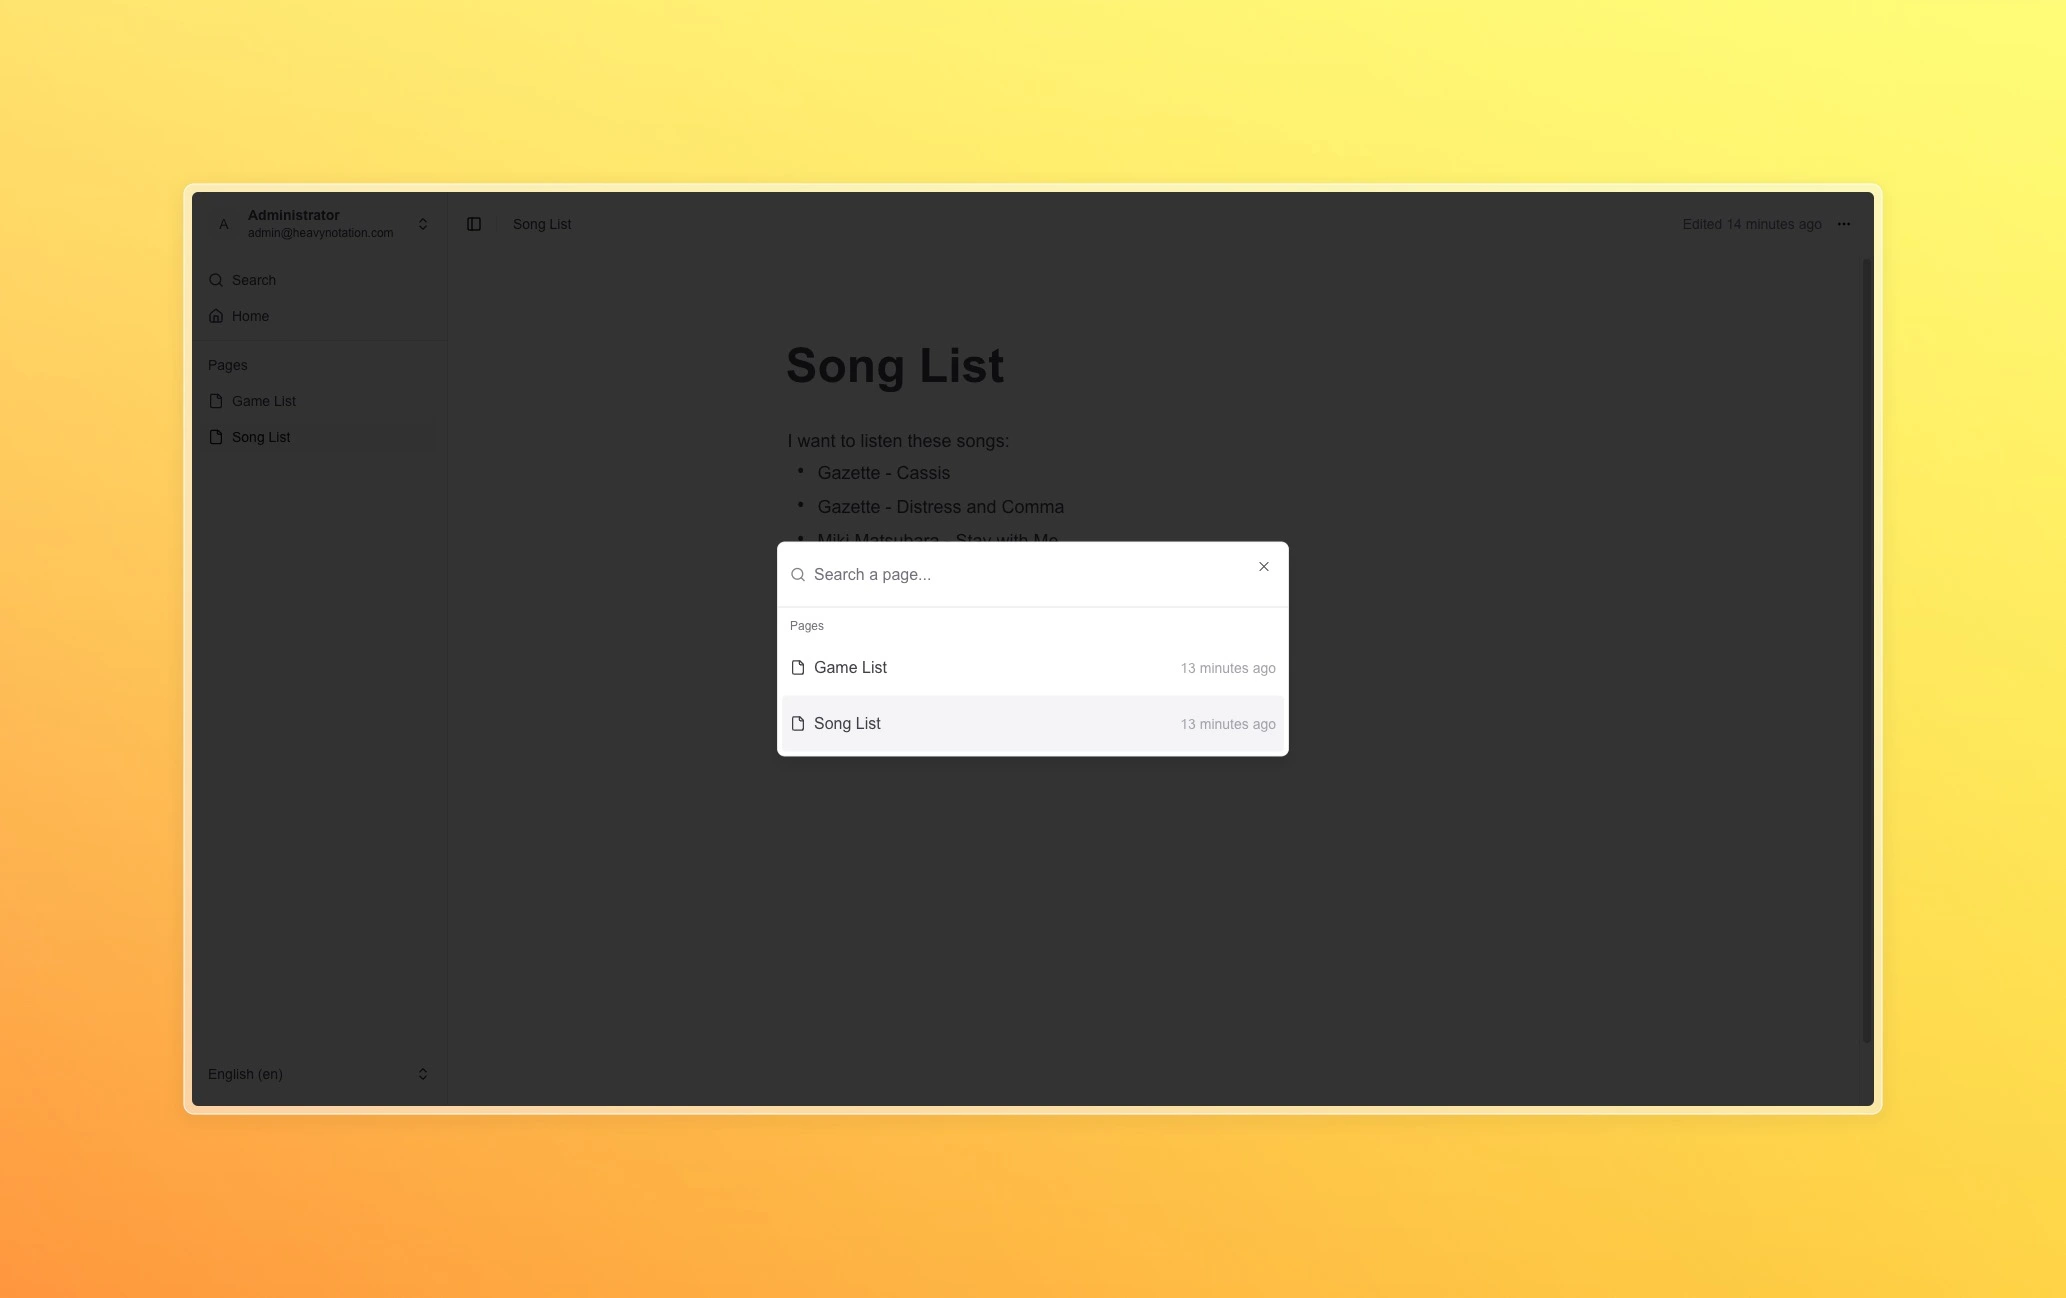 A
Administrator
admin@heavynotation.com
Search
Home
Pages
Game List
Song List
English (en)
Song List
Edited 14 minutes ago
Song List
I want to listen these songs:
• Gazette - Cassis
• Gazette - Distress and Comma
• Miki Matsubara - Stay with Me
Search a page...
Pages
Game List 13 minutes ago
Song List 13 minutes ago